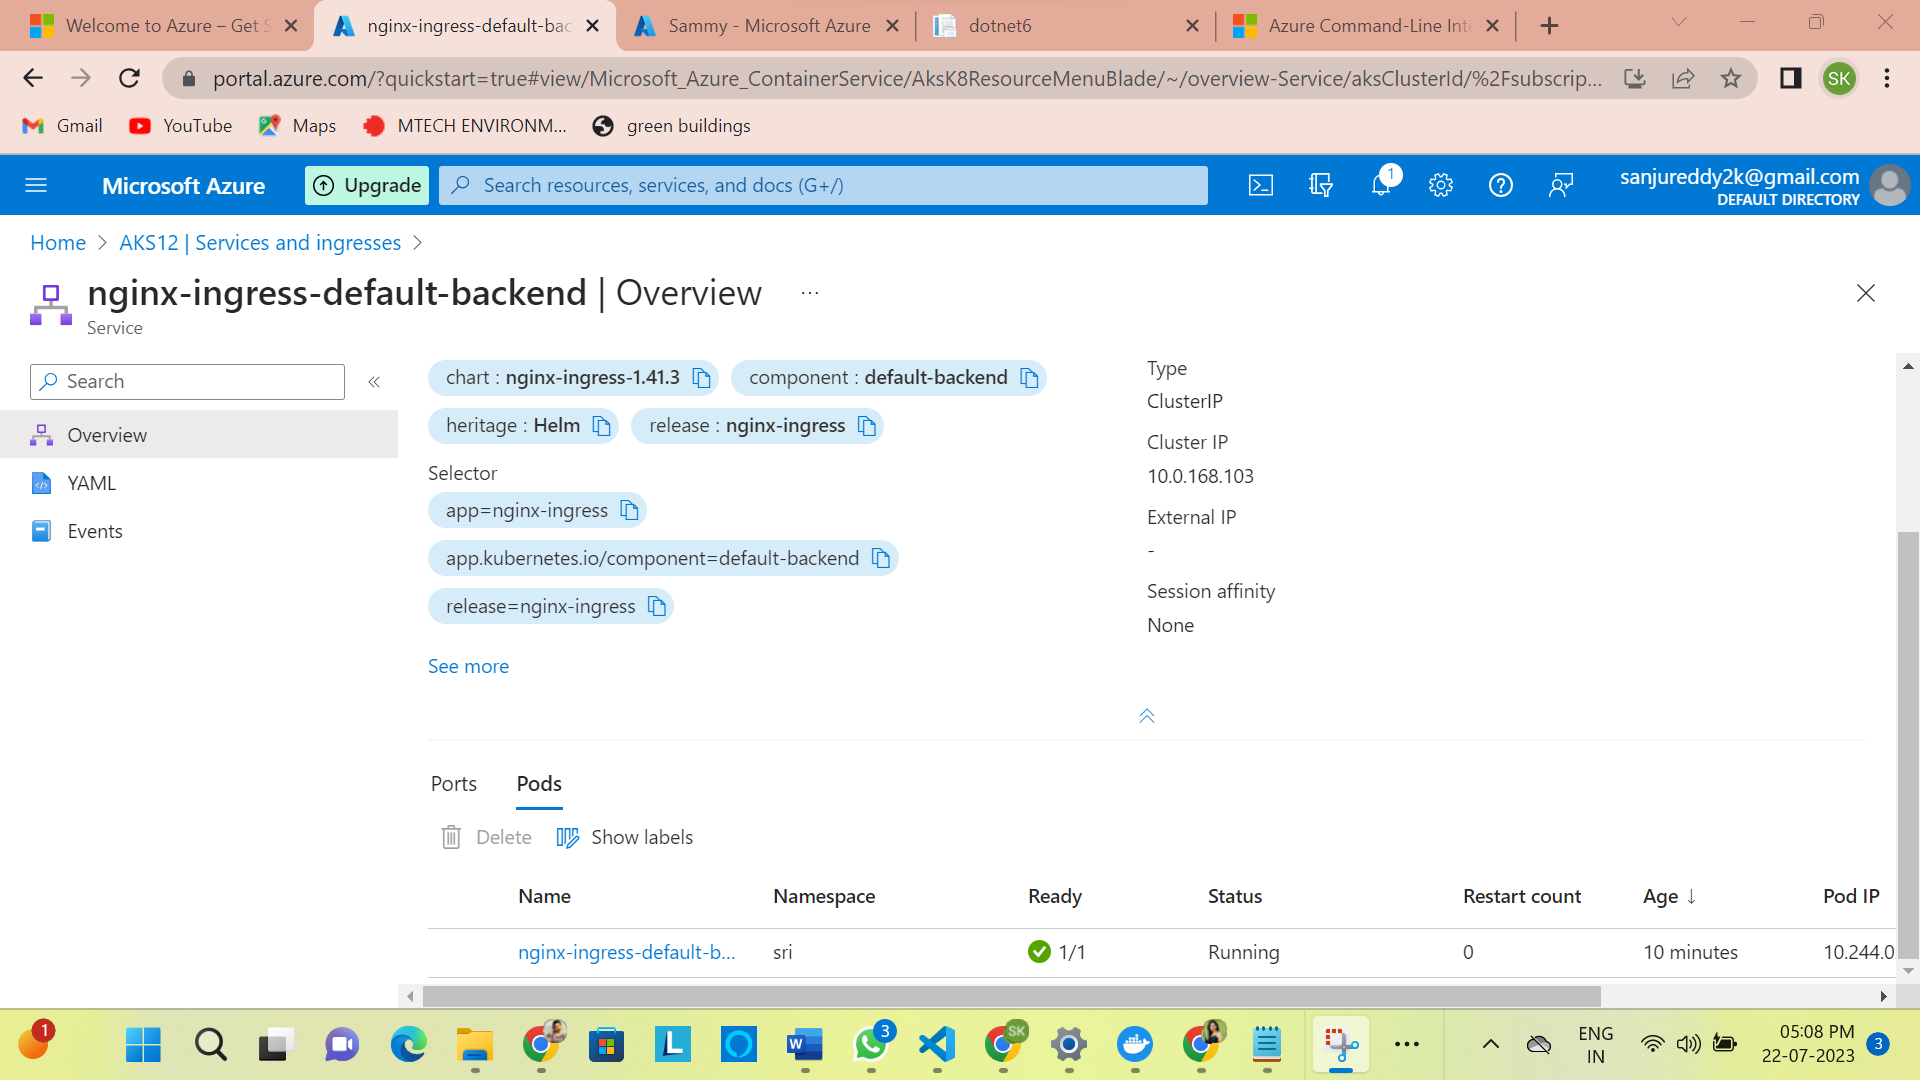 Welcome to Azure – Get S
nginx-ingress-default-bac
Sammy - Microsoft Azure
dotnet6
Azure Command-Line Inte
portal.azure.com/?quickstart=true#view/Microsoft_Azure_ContainerService/AksK8ResourceMenuBlade/~/overview-Service/aksClusterId/%2Fsubscrip...
SK
Gmail
YouTube
Maps
MTECH ENVIRONM...
green buildings
Microsoft Azure
Upgrade
Search resources, services, and docs (G+/)
1
sanjureddy2k@gmail.com
DEFAULT DIRECTORY
Home > AKS12 | Services and ingresses >
nginx-ingress-default-backend | Overview ...
Service
Search
«
Overview
YAML
Events
chart : nginx-ingress-1.41.3
component : default-backend
heritage : Helm
release : nginx-ingress
Selector
app=nginx-ingress
app.kubernetes.io/component=default-backend
release=nginx-ingress
See more
Type
ClusterIP
Cluster IP
10.0.168.103
External IP
-
Session affinity
None
Ports
Pods
Delete
Show labels
Name Namespace Ready Status Restart count Age ↓ Pod IP
nginx-ingress-default-b... sri 1/1 Running 0 10 minutes 10.244.0
1
L
W
3
SK
ENG
IN
05:08 PM
22-07-2023
3